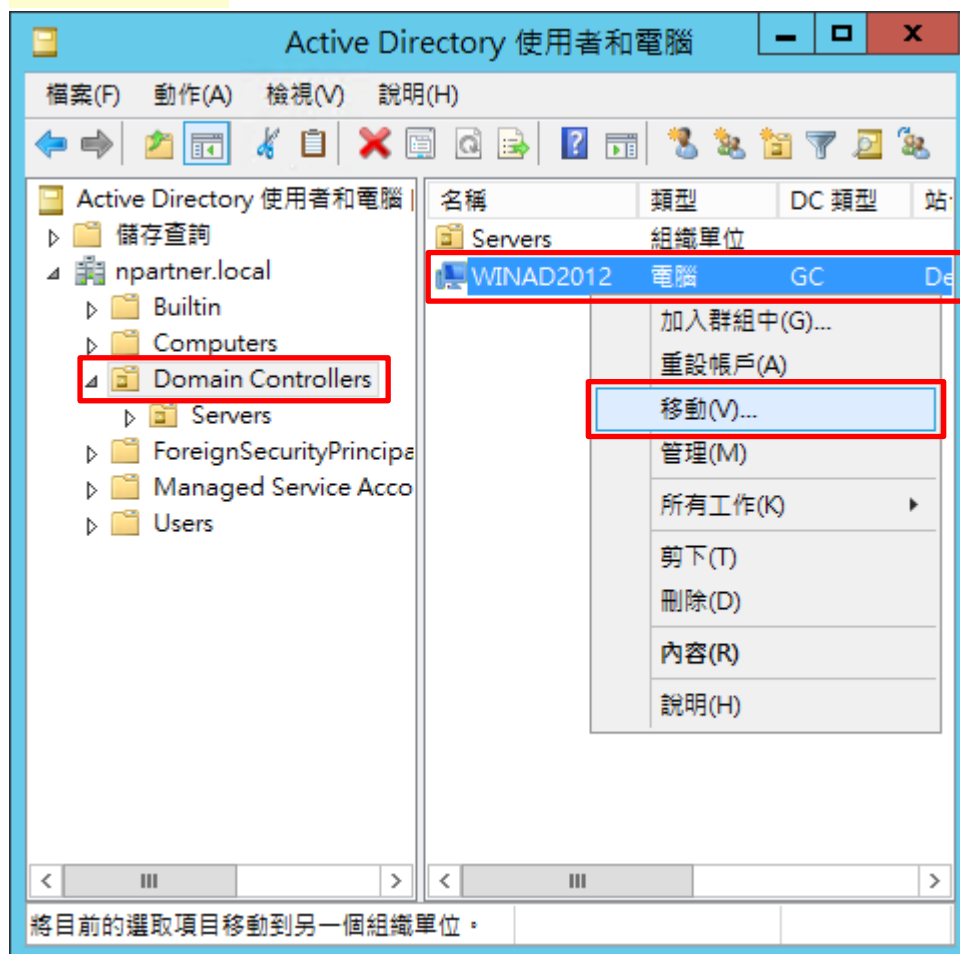 Active Directory 使用者和電腦
檔案(F) 動作(A) 檢視(V) 說明(H)
Active Directory 使用者和電腦
儲存查詢
npartner.local
Builtin
Computers
Domain Controllers
Servers
ForeignSecurityPrincipa
Managed Service Acco
Users
名稱 類型 DC 類型 站
Servers 組織單位
WINAD2012 電腦 GC De
加入群組中(G)...
重設帳戶(A)
移動(V)...
管理(M)
所有工作(K)
剪下(T)
刪除(D)
內容(R)
說明(H)
將目前的選取項目移動到另一個組織單位。